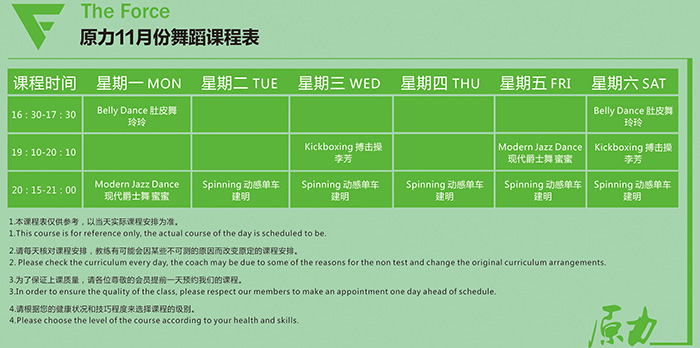 The Force
原力11月份舞蹈课程表
课程时间 星期一 MON 星期二 TUE 星期三 WED 星期四 THU 星期五 FRI 星期六 SAT
16：30-17：30 Belly Dance 肚皮舞 Belly Dance 肚皮舞
玲玲 玲玲
19：10-20：10 Kickboxing 搏击操 Modern Jazz Dance Kickboxing 搏击操
李芳 现代爵士舞 蜜蜜 李芳
20：15-21：00 Modern Jazz Dance Spinning 动感单车 Spinning 动感单车 Spinning 动感单车 Spinning 动感单车 Spinning 动感单车
现代爵士舞 蜜蜜 建明 建明 建明 建明 建明
1.本课程表仅供参考，以当天实际课程安排为准。
1.This course is for reference only, the actual course of the day is scheduled to be.
2.请每天核对课程安排，教练有可能会因某些不可测的原因而改变原定的课程安排。
2. Please check the curriculum every day, the coach may be due to some of the reasons for the non test and change the original curriculum arrangements.
3.为了保证上课质量，请各位尊敬的会员提前一天预约我们的课程。
3.In order to ensure the quality of the class, please respect our members to make an appointment one day ahead of schedule.
4.请根据您的健康状况和技巧程度来选择课程的级别。
4.Please choose the level of the course according to your health and skills.
原力